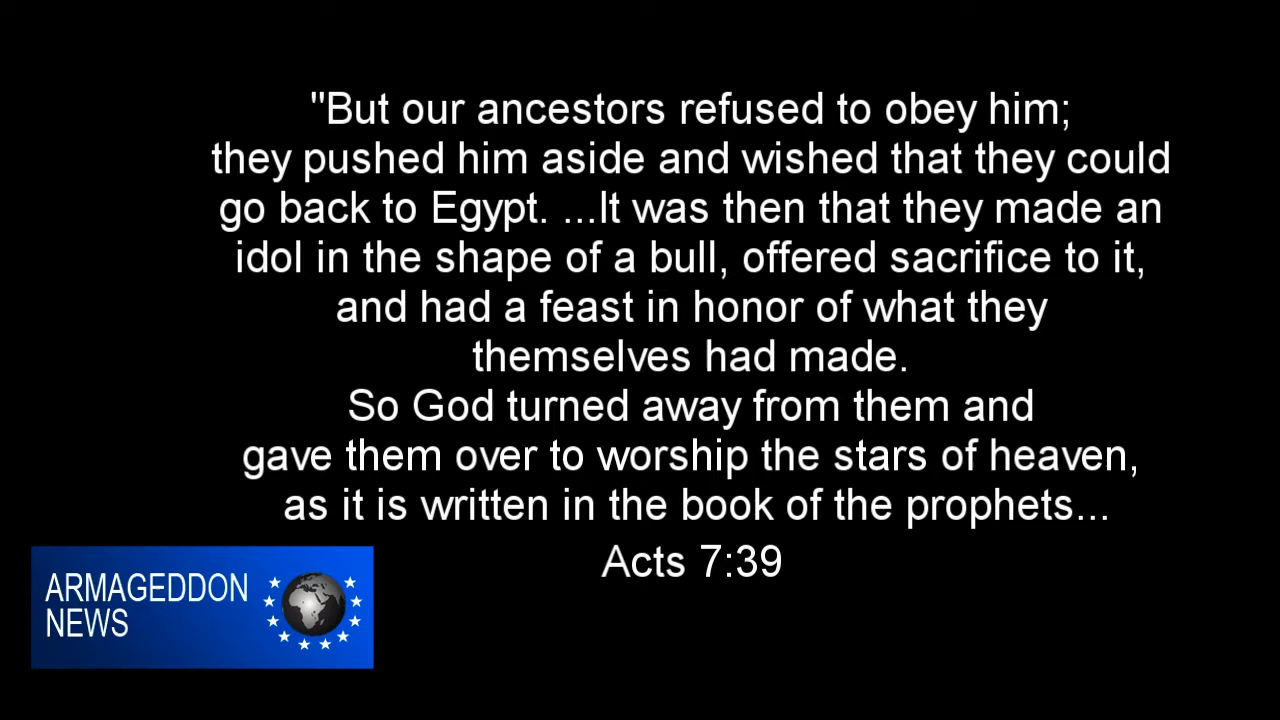 "But our ancestors refused to obey him;
they pushed him aside and wished that they could
go back to Egypt. ...It was then that they made an
idol in the shape of a bull, offered sacrifice to it,
and had a feast in honor of what they
themselves had made.
So God turned away from them and
gave them over to worship the stars of heaven,
as it is written in the book of the prophets...
Acts 7:39
ARMAGEDDON
NEWS